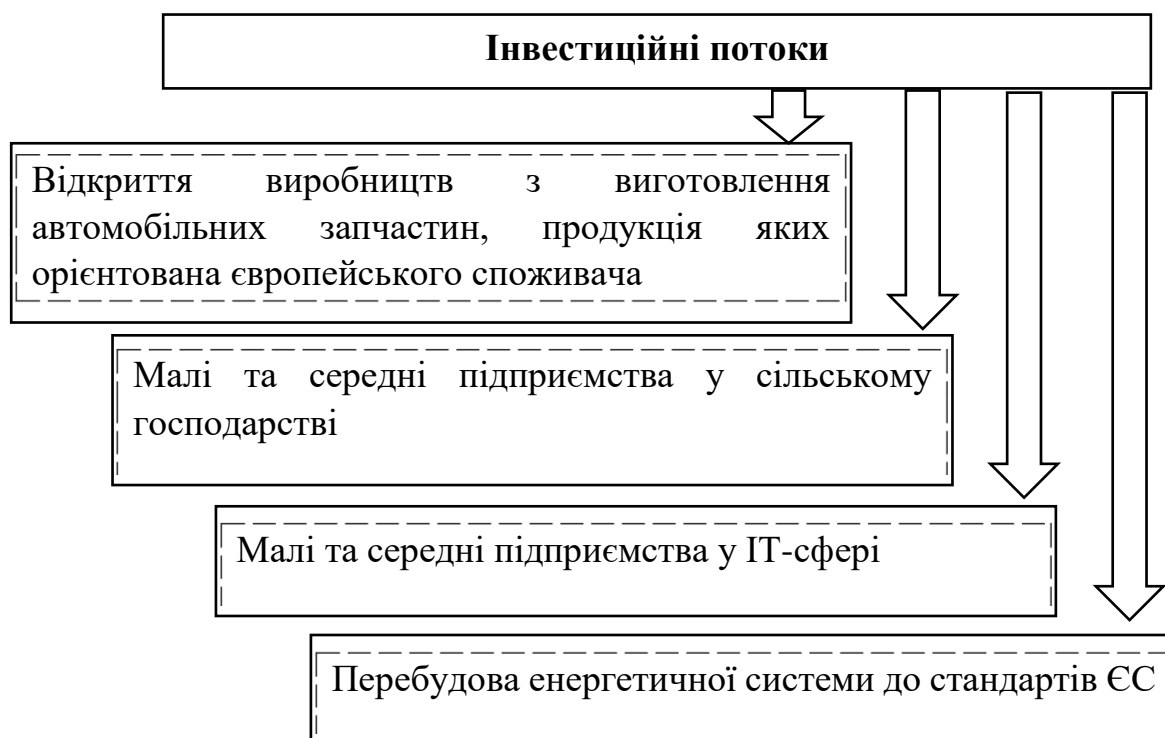 Інвестиційні потоки
Відкриття виробництв з виготовлення
автомобільних запчастин, продукція яких
орієнтована європейського споживача
Малі та середні підприємства у сільському
господарстві
Малі та середні підприємства у ІТ-сфері
Перебудова енергетичної системи до стандартів ЄС